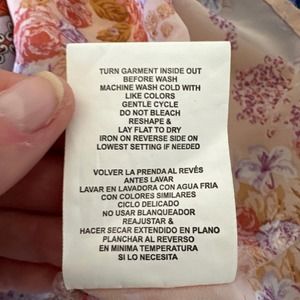 TURN GARMENT INSIDE OUT
BEFORE WASH
MACHINE WASH COLD WITH
LIKE COLORS
GENTLE CYCLE
DO NOT BLEACH
RESHAPE &
LAY FLAT TO DRY
IRON ON REVERSE SIDE ON
LOWEST SETTING IF NEEDED
VOLVER LA PRENDA AL REVÉS
ANTES LAVAR
LAVAR EN LAVADORA CON AGUA FRIA
CON COLORES SIMILARES
CICLO DELICADO
NO USAR BLANQUEADOR
REAJUSTAR &
HACER SECAR EXTENDIDO EN PLANO
PLANCHAR AL REVERSO
EN MINIMA TEMPERATURA
SI LO NECESITA